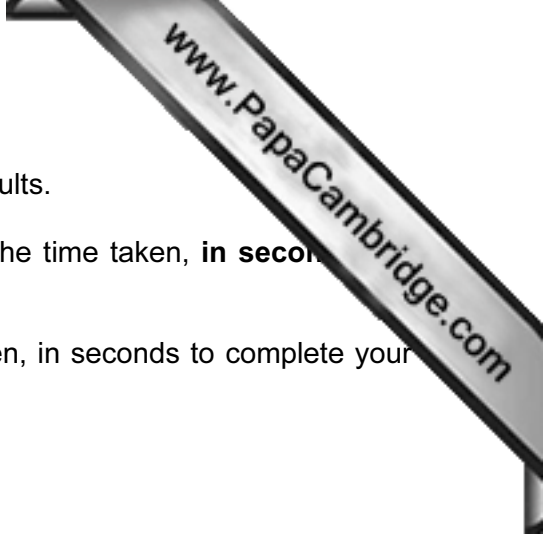 www.PapaCambridge.com
ults.
he time taken, in secon
en, in seconds to complete your